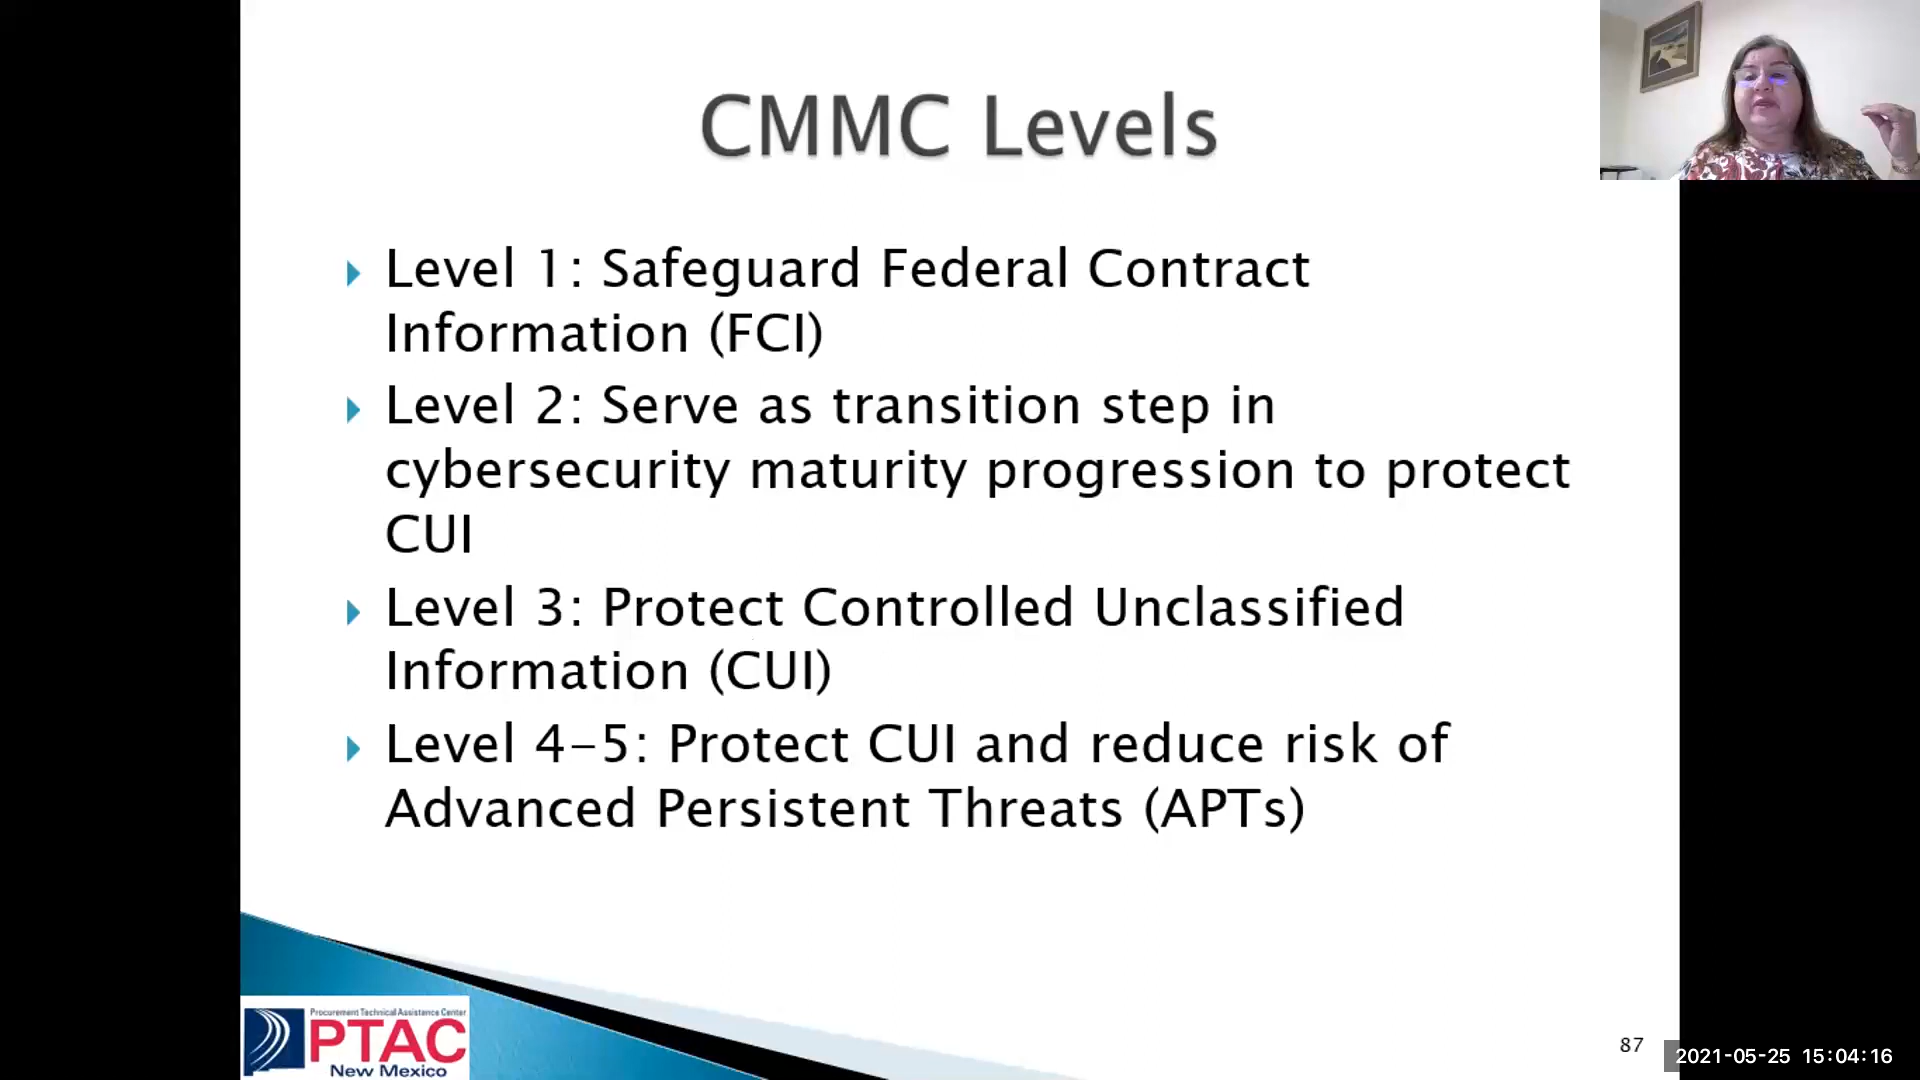 CMMC Levels
Level 1: Safeguard Federal Contract
Information (FCI)
Level 2: Serve as transition step in
cybersecurity maturity progression to protect
CUI
Level 3: Protect Controlled Unclassified
Information (CUI)
Level 4-5: Protect CUI and reduce risk of
Advanced Persistent Threats (APTs)
Procurement Technical Assistance Center
PTAC
New Mexico
87
2021-05-25 15:04:16